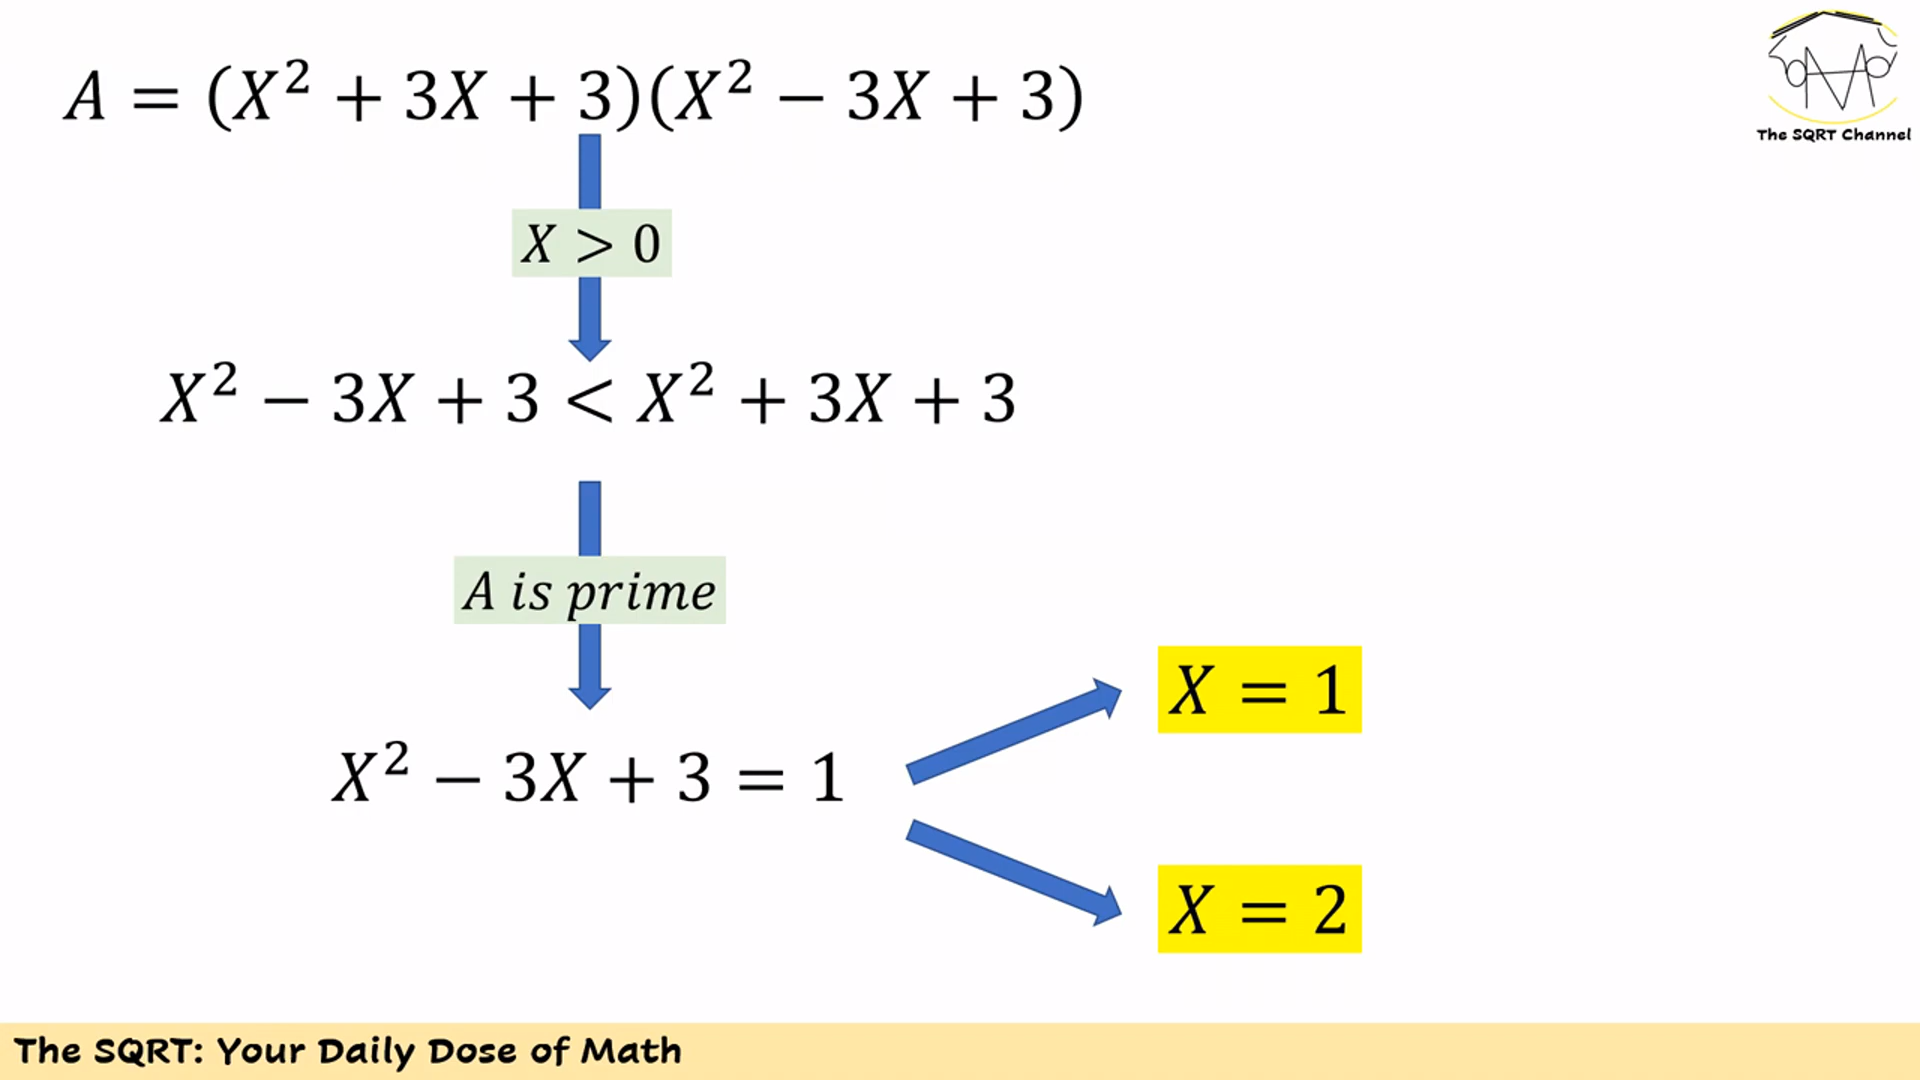 A = (X² + 3X + 3)(X² − 3X + 3)
The SQRT Channel
X > 0
X² − 3X + 3 < X² + 3X + 3
A is prime
X = 1
X² − 3X + 3 = 1
X = 2
The SQRT: Your Daily Dose of Math